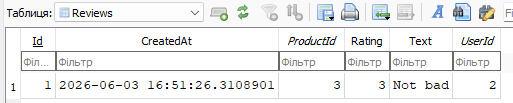 Таблиця: Reviews
Id CreatedAt ProductId Rating Text UserId
Філ... Фільтр Фільтр Фільтр Фільтр Фільтр
1 1 2026-06-03 16:51:26.3108901 3 3 Not bad 2